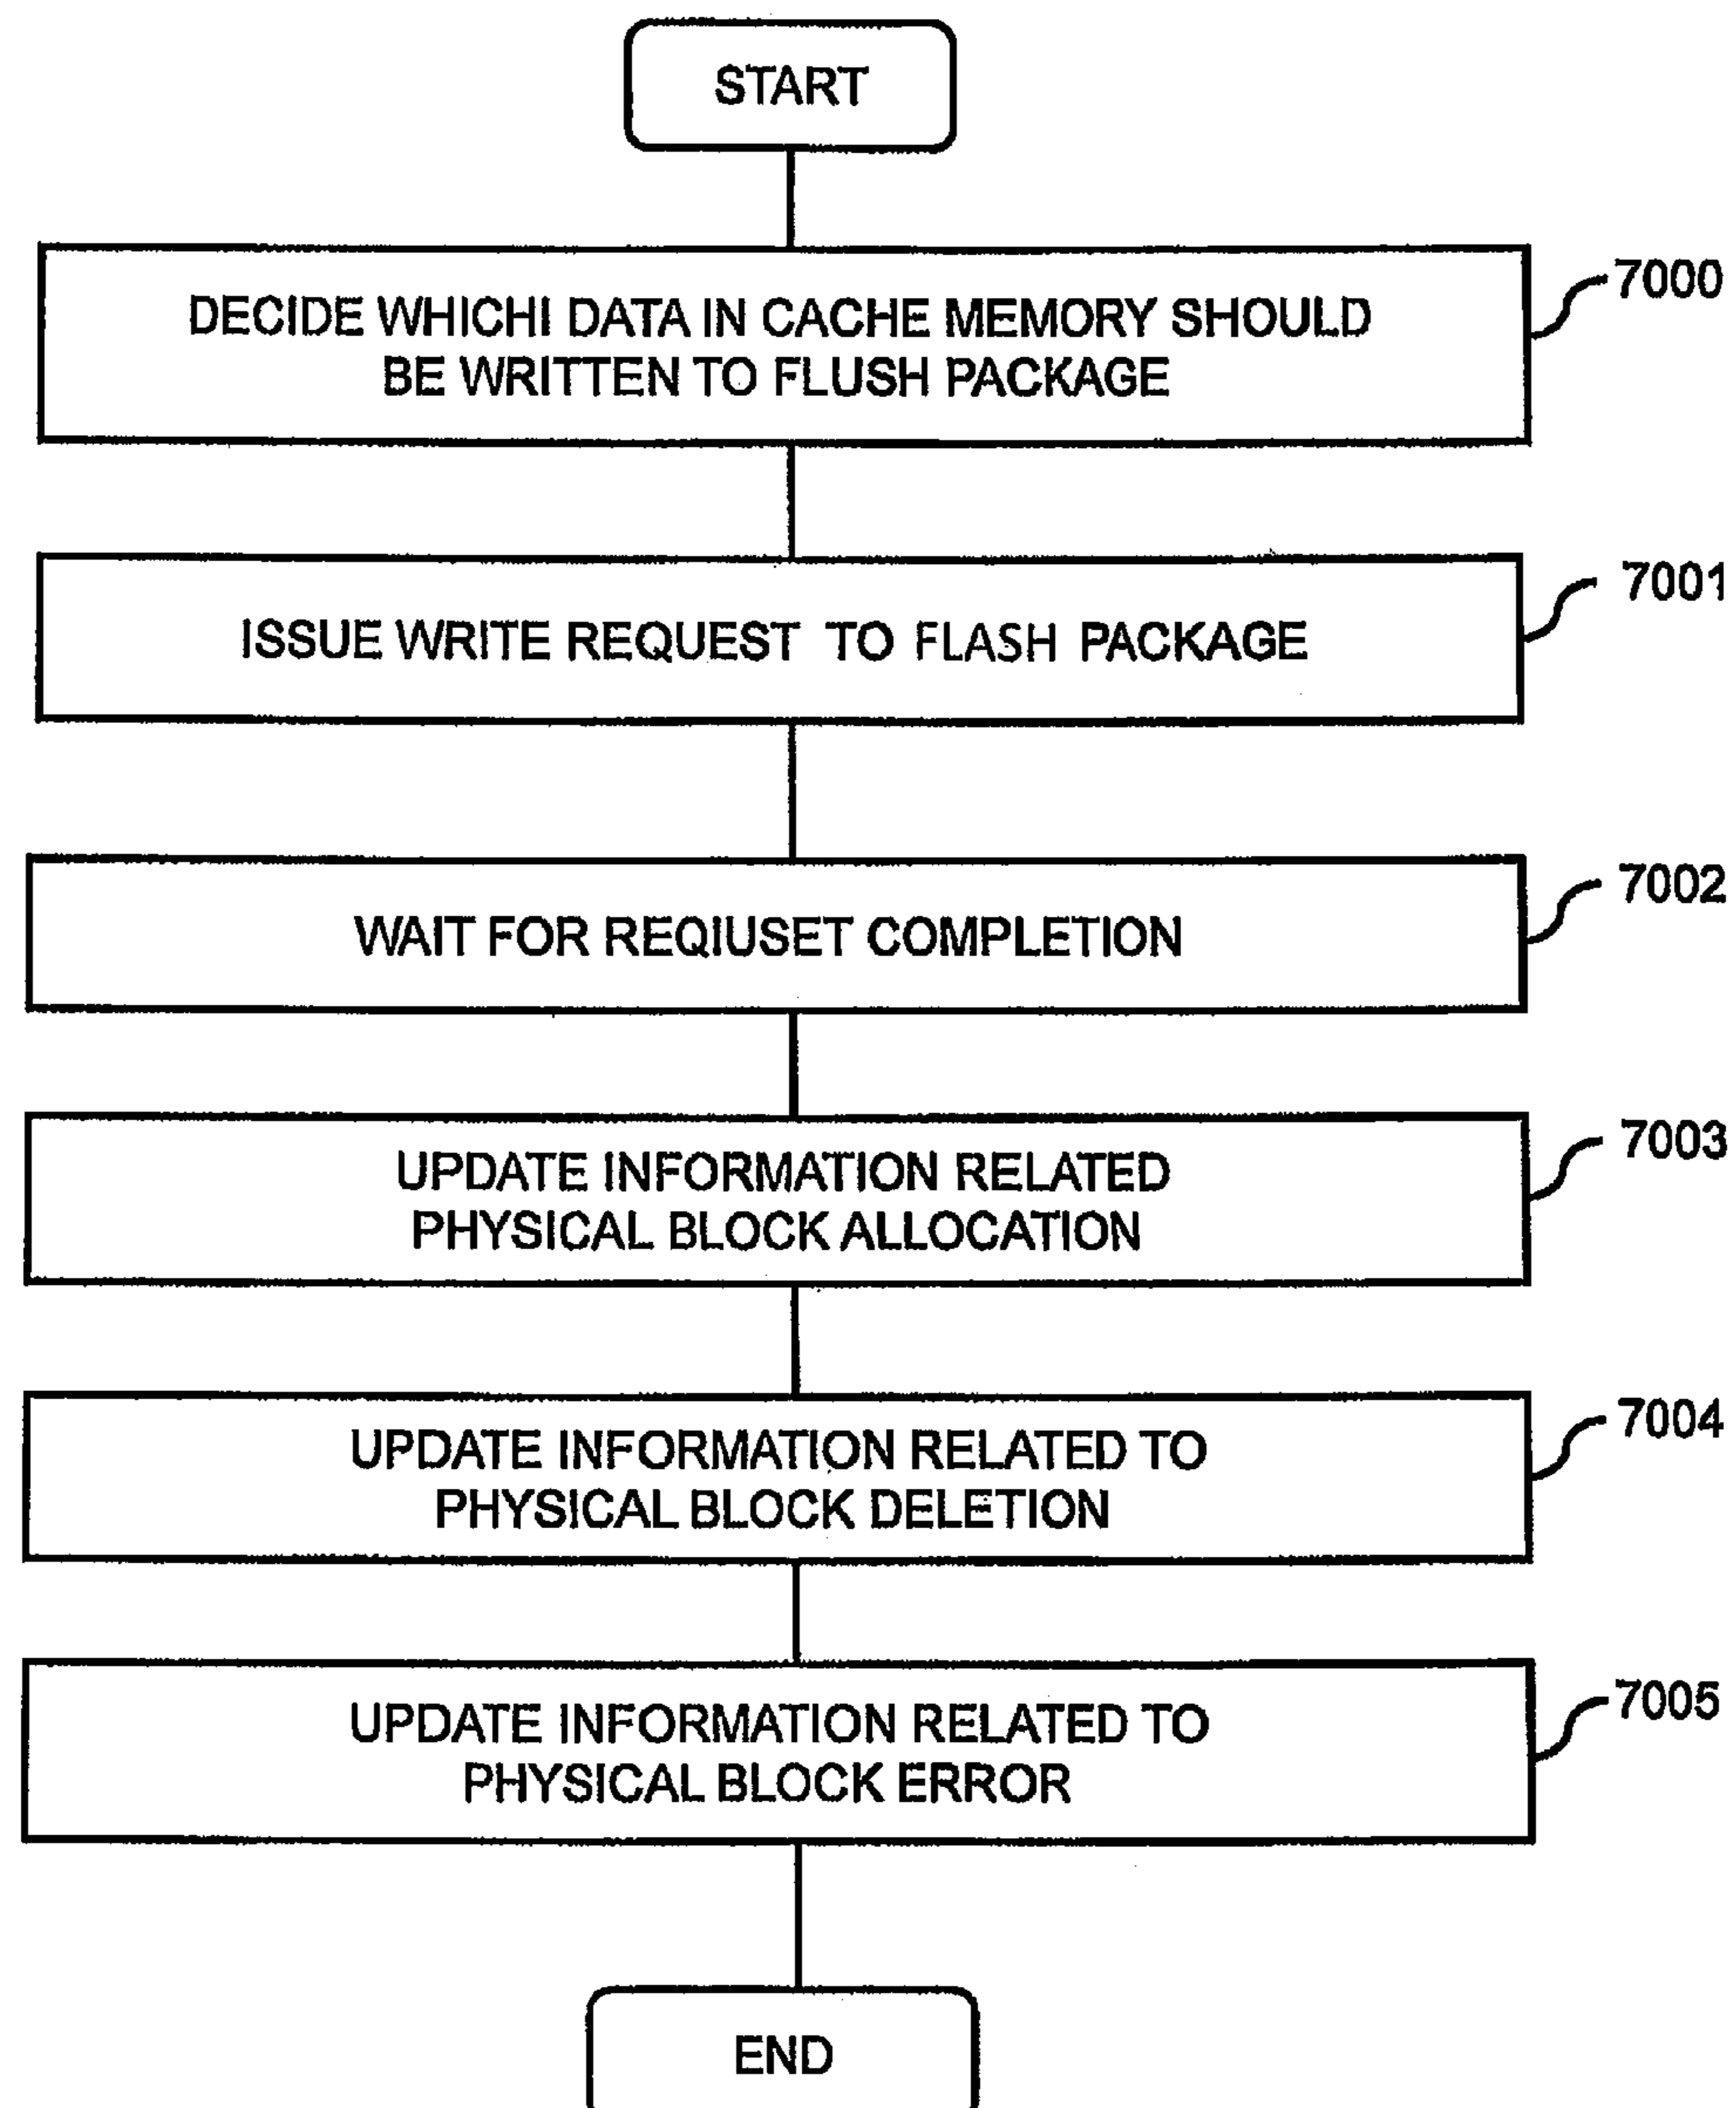 START
7000
DECIDE WHICHI DATA IN CACHE MEMORY SHOULD
BE WRITTEN TO FLUSH PACKAGE
7001
ISSUE WRITE REQUEST TO FLASH PACKAGE
7002
WAIT FOR REQIUSET COMPLETION
7003
UPDATE INFORMATION RELATED
PHYSICAL BLOCK ALLOCATION
7004
UPDATE INFORMATION RELATED TO
PHYSICAL BLOCK DELETION
7005
UPDATE INFORMATION RELATED TO
PHYSICAL BLOCK ERROR
END